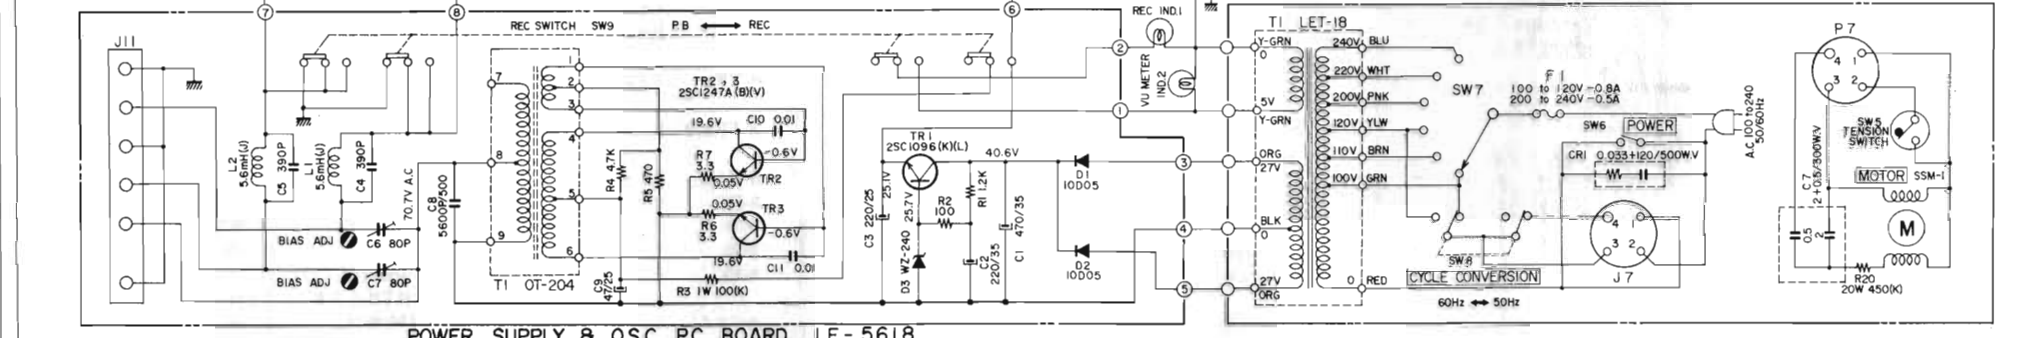 7
8
6
REC SWITCH SW9 P.B ⟷ REC
REC IND.1
T1 LET-18
P7
J11
2
Y-GRN
0
240V BLU
220V WHT
200V PNK
120V YLW
110V BRN
100V GRN
0 RED
5V
Y-GRN
ORG
27V
BLK
0
27V
ORG
VU METER
IND.2
1
3
4
5
SW7
F1
100 to 120V-0.8A
200 to 240V-0.5A
A.C 100 to 240
50/60Hz
SW6 POWER
CR1 0.033+120/500W.V
SW8
CYCLE CONVERSION
60Hz ⟷ 50Hz
4 1
3 2
J7
4 1
3 2
SW5
TENSION
SWITCH
MOTOR SSM-1
M
C7
2+0.5/300W.V
0.5
2
R20
20W 450(K)
L2
5.6mH(J)
C5 390P
L1
5.6mH(J)
C4 390P
BIAS ADJ C6 80P
BIAS ADJ C7 80P
70.7V A.C
C8
5600P/500
7
8
9
1
2
3
4
5
6
T1 OT-204
TR2, 3
2SC1247A(B)(V)
19.6V
C10 0.01
-0.6V
R7
3.3
0.05V
TR2
R4 4.7K
R5 470
0.05V
R6
3.3
TR3
-0.6V
19.6V
C11 0.01
C9
47/25
R3 1W 100(K)
TR1
2SC1096(K)(L)
25.1V
40.6V
C3 220/25
25.7V
R2
100
R1 1.2K
D3 WZ-240
C2
220/35
470/35
C1
D1
10D05
D2
10D05
POWER SUPPLY & O.S.C P.C BOARD LE-5618